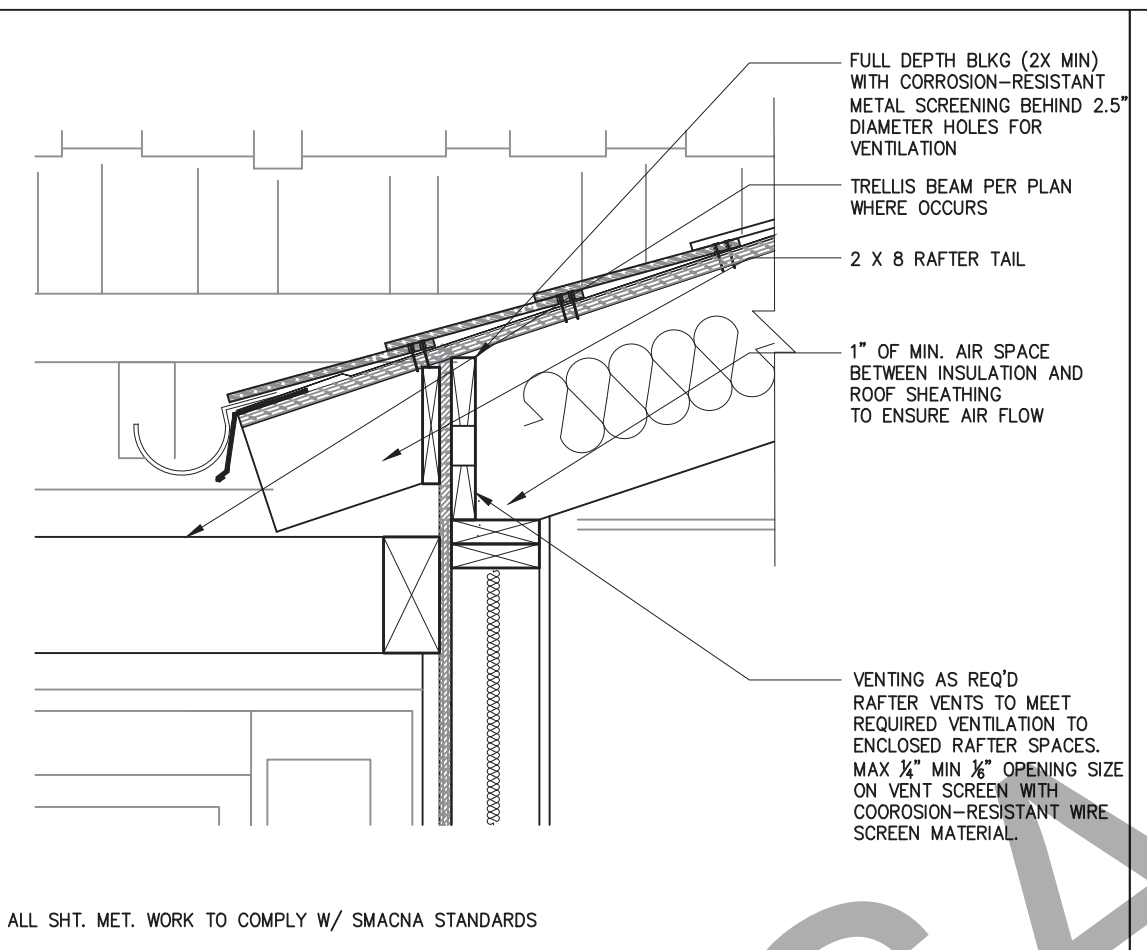 FULL DEPTH BLKG (2X MIN)
WITH CORROSION-RESISTANT
METAL SCREENING BEHIND 2.5"
DIAMETER HOLES FOR
VENTILATION
TRELLIS BEAM PER PLAN
WHERE OCCURS
2 X 8 RAFTER TAIL
1" OF MIN. AIR SPACE
BETWEEN INSULATION AND
ROOF SHEATHING
TO ENSURE AIR FLOW
VENTING AS REQ'D
RAFTER VENTS TO MEET
REQUIRED VENTILATION TO
ENCLOSED RAFTER SPACES.
MAX ¼" MIN ⅙" OPENING SIZE
ON VENT SCREEN WITH
COOROSION-RESISTANT WIRE
SCREEN MATERIAL.
ALL SHT. MET. WORK TO COMPLY W/ SMACNA STANDARDS